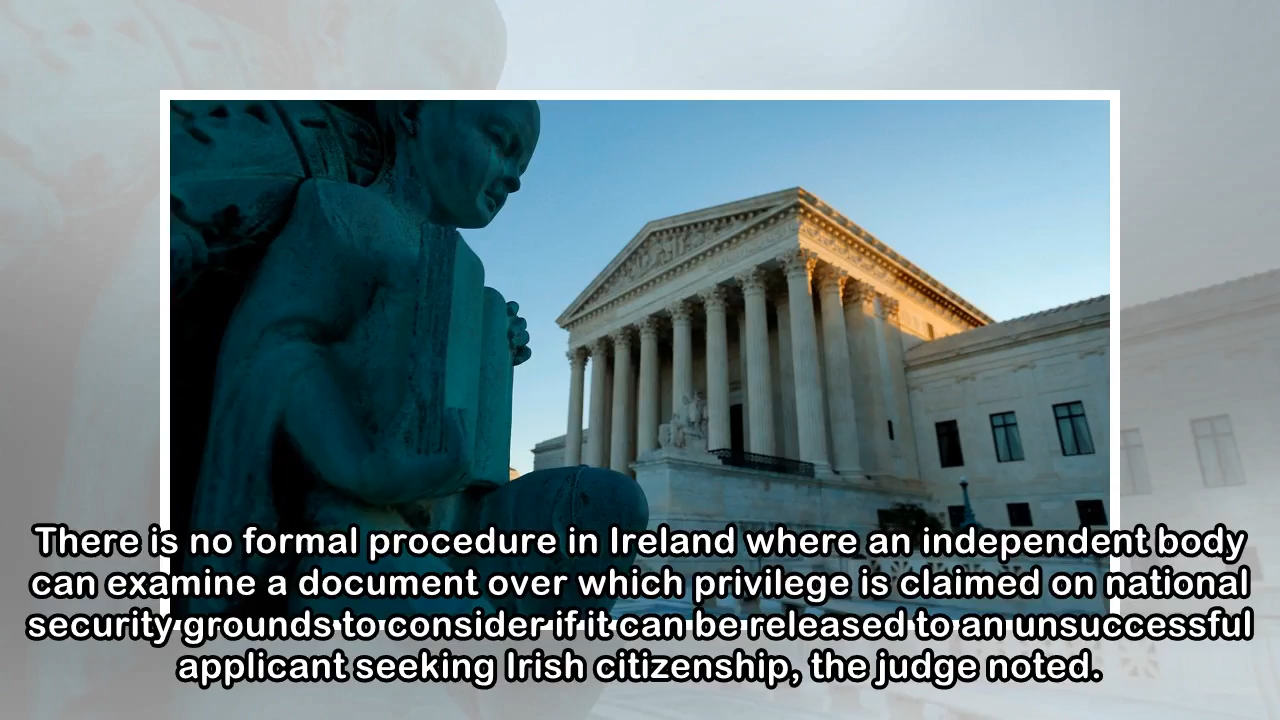 There is no formal procedure in Ireland where an independent body
can examine a document over which privilege is claimed on national
security grounds to consider if it can be released to an unsuccessful
applicant seeking Irish citizenship, the judge noted.